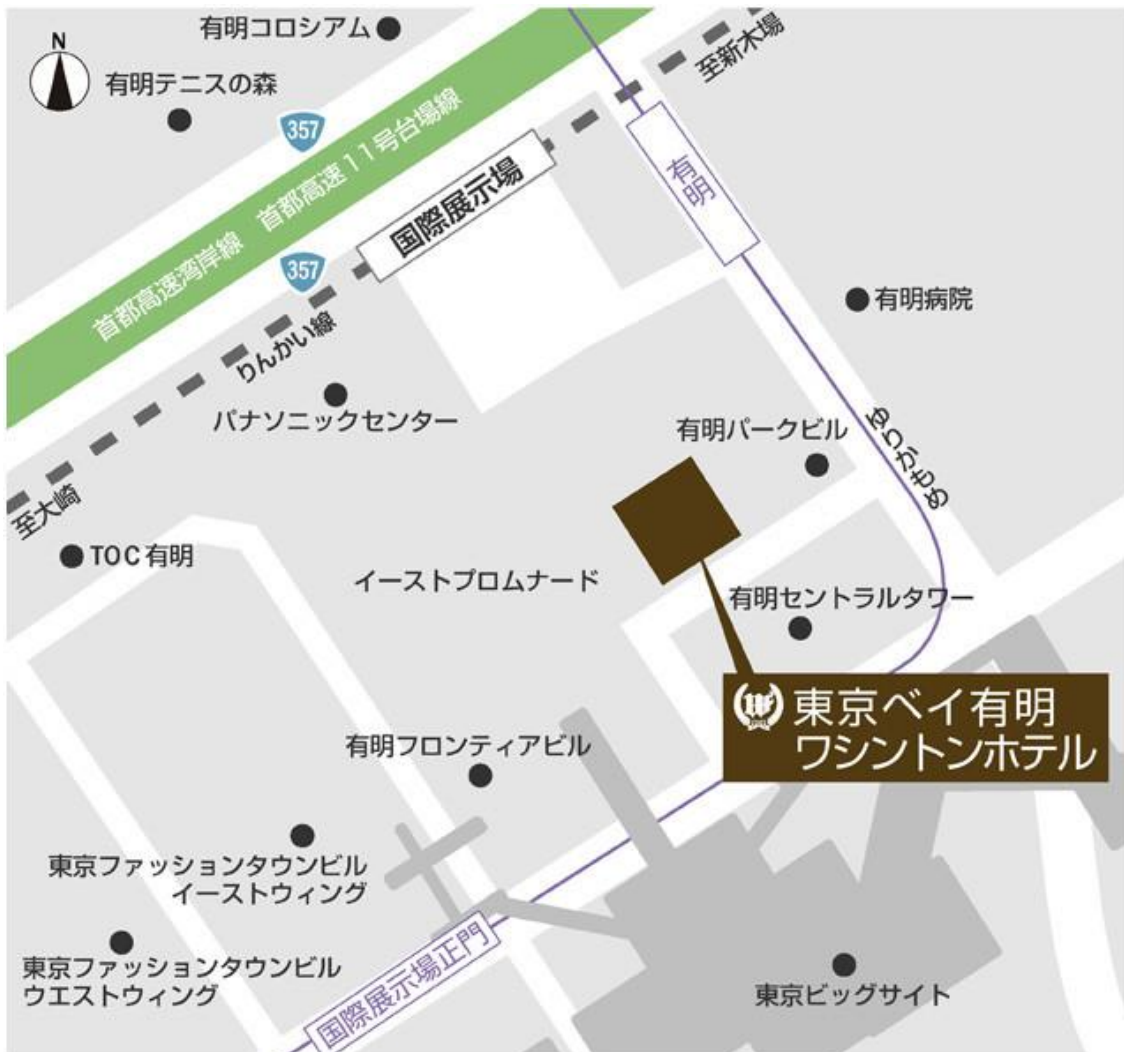 有明コロシアム
N
有明テニスの森
357
首都高速湾岸線　首都高速11号台場線
至新木場
国際展示場
有明
357
りんかい線
有明病院
パナソニックセンター
有明パークビル
ゆりかもめ
至大崎
TOC有明
イーストプロムナード
有明セントラルタワー
東京ベイ有明
ワシントンホテル
有明フロンティアビル
東京ファッションタウンビル
イーストウィング
東京ファッションタウンビル
ウエストウィング
国際展示場正門
東京ビッグサイト